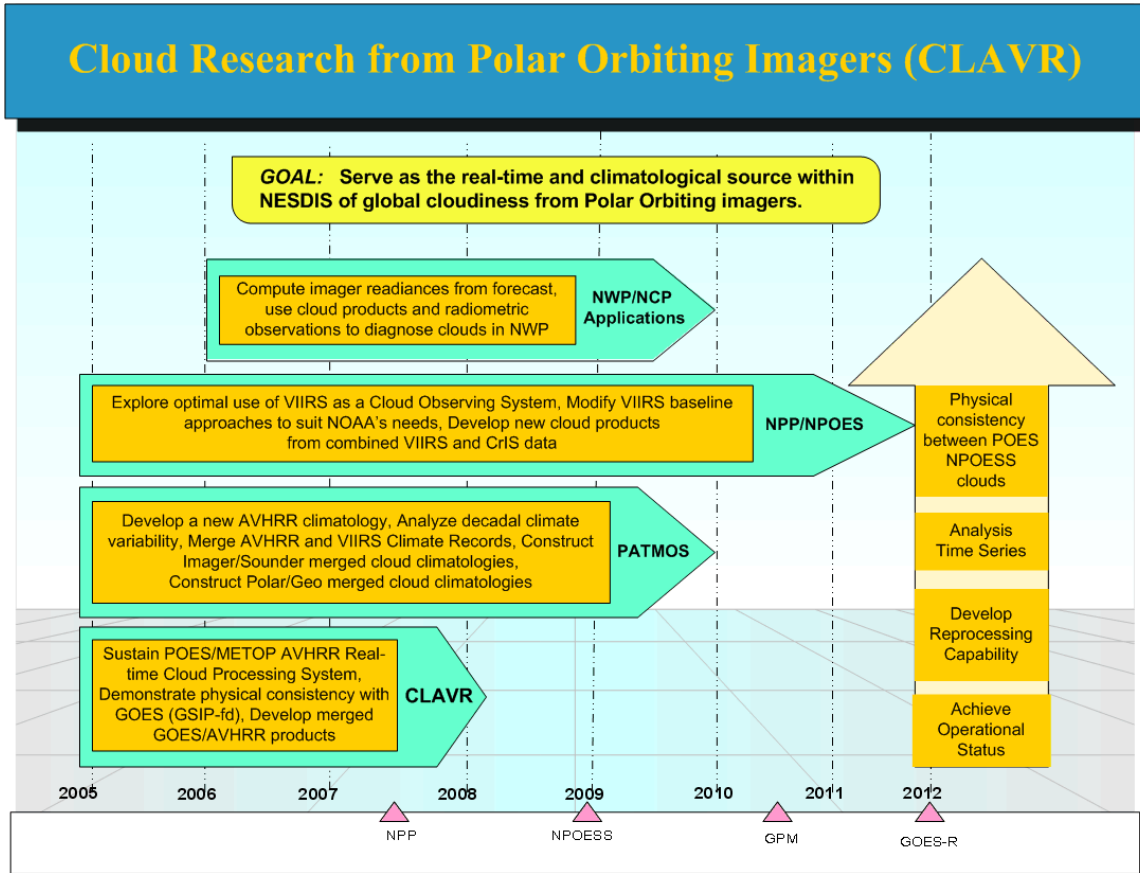 Cloud Research from Polar Orbiting Imagers (CLAVR)
GOAL: Serve as the real-time and climatological source within
NESDIS of global cloudiness from Polar Orbiting imagers.
Compute imager readiances from forecast,
use cloud products and radiometric
observations to diagnose clouds in NWP
NWP/NCP
Applications
Explore optimal use of VIIRS as a Cloud Observing System, Modify VIIRS baseline
approaches to suit NOAA's needs, Develop new cloud products
from combined VIIRS and CrIS data
NPP/NPOES
Develop a new AVHRR climatology, Analyze decadal climate
variability, Merge AVHRR and VIIRS Climate Records, Construct
Imager/Sounder merged cloud climatologies,
Construct Polar/Geo merged cloud climatologies
PATMOS
Sustain POES/METOP AVHRR Real-
time Cloud Processing System,
Demonstrate physical consistency with
GOES (GSIP-fd), Develop merged
GOES/AVHRR products
CLAVR
Physical
consistency
between POES
NPOESS
clouds
Analysis
Time Series
Develop
Reprocessing
Capability
Achieve
Operational
Status
2005 2006 2007 2008 2009 2010 2011 2012
NPP NPOESS GPM GOES-R